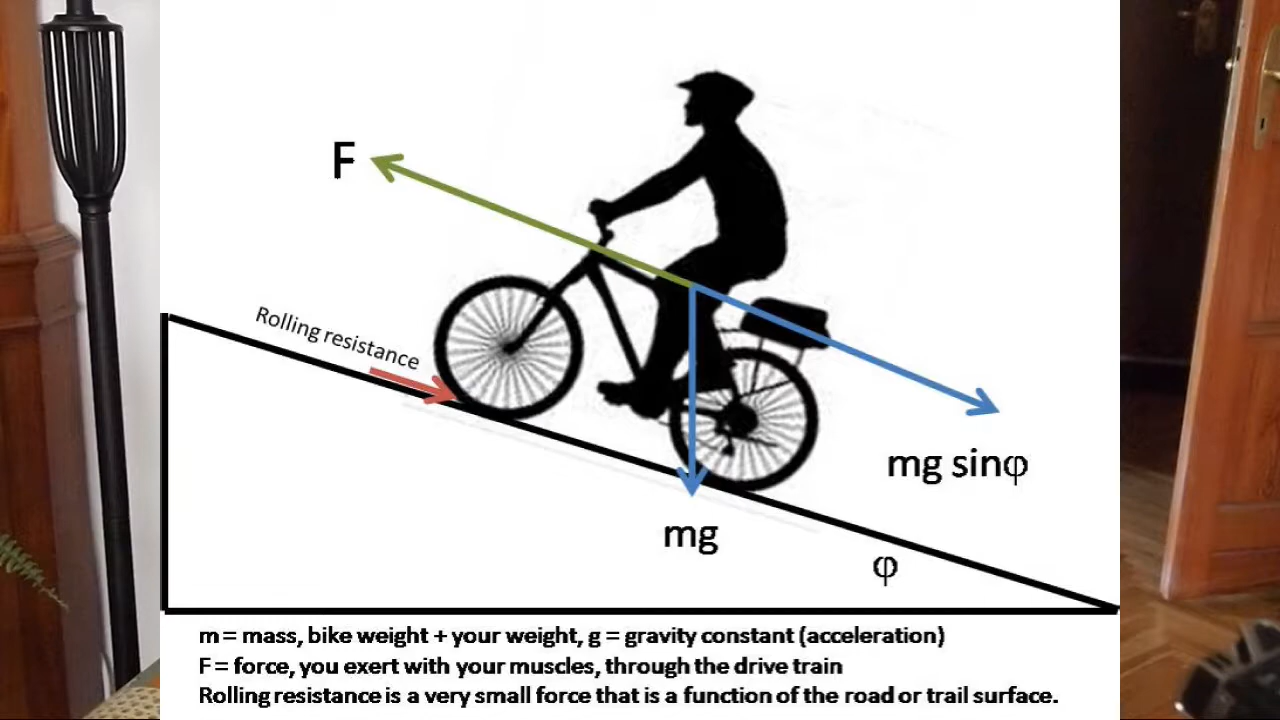 F
Rolling resistance
mg sinφ
mg
φ
m = mass, bike weight + your weight, g = gravity constant (acceleration)
F = force, you exert with your muscles, through the drive train
Rolling resistance is a very small force that is a function of the road or trail surface.